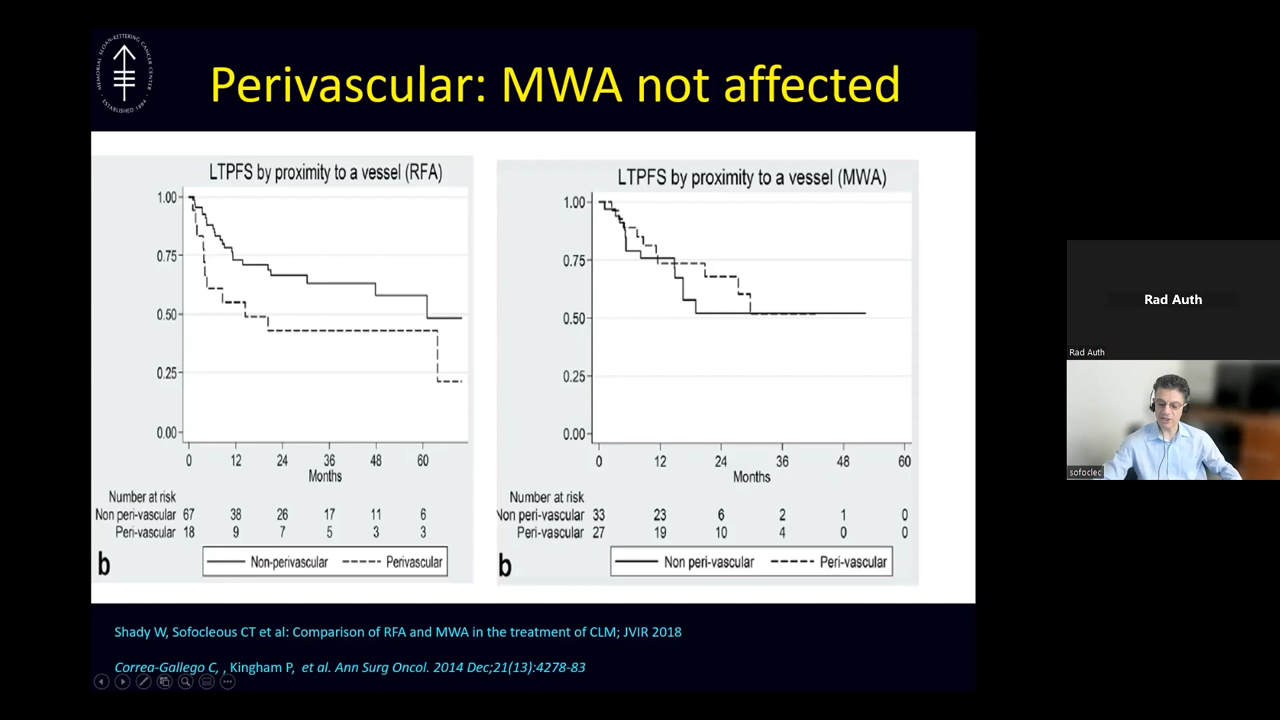 MEMORIAL SLOAN-KETTERING CANCER CENTER
· ESTABLISHED 1884 ·
Perivascular: MWA not affected
LTPFS by proximity to a vessel (RFA)
1.00
0.75
0.50
0.25
0.00
0 12 24 36 48 60
Months
Number at risk
Non peri-vascular 67 38 26 17 11 6
Peri-vascular 18 9 7 5 3 3
Non-perivascular Perivascular
b
LTPFS by proximity to a vessel (MWA)
1.00
0.75
0.50
0.25
0.00
0 12 24 36 48 60
Months
Number at risk
Non peri-vascular 33 23 6 2 1 0
Peri-vascular 27 19 10 4 0 0
Non peri-vascular Peri-vascular
b
Shady W, Sofocleous CT et al: Comparison of RFA and MWA in the treatment of CLM; JVIR 2018
Correa-Gallego C, , Kingham P, et al. Ann Surg Oncol. 2014 Dec;21(13):4278-83
Rad Auth
Rad Auth
sofoclec